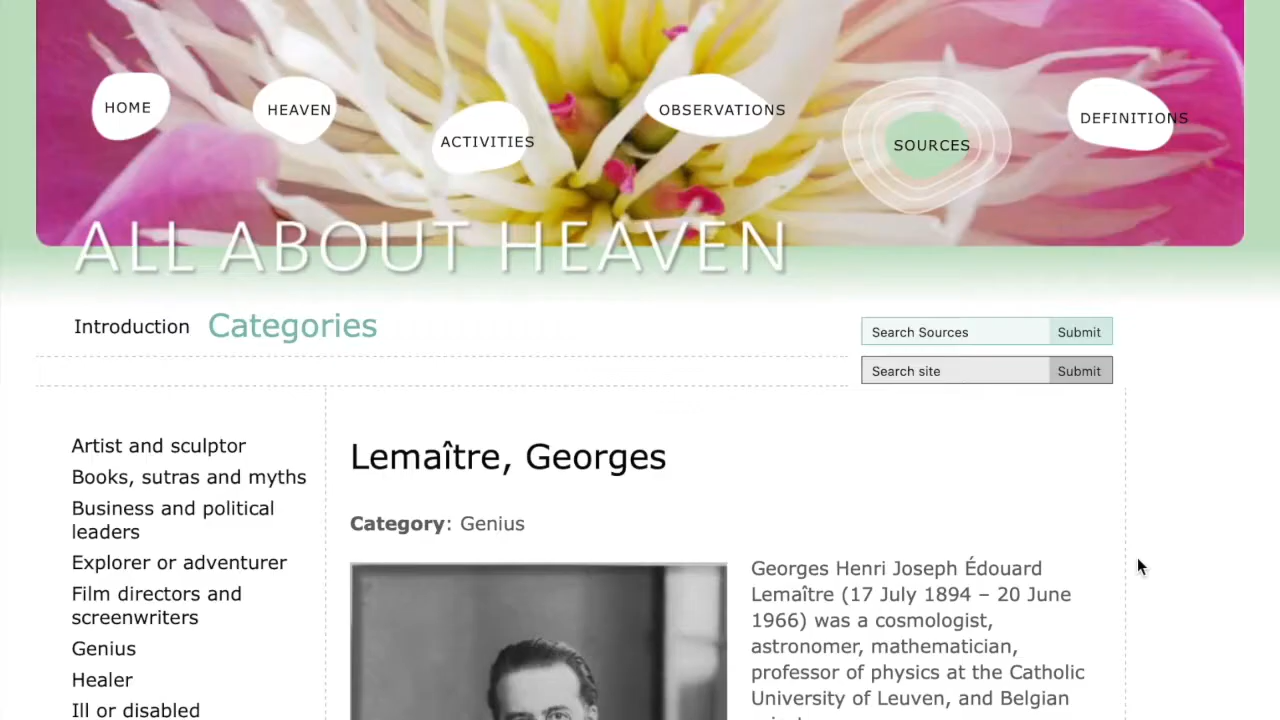 HOME
HEAVEN
ACTIVITIES
OBSERVATIONS
SOURCES
DEFINITIONS
ALL ABOUT HEAVEN
Introduction Categories
Search Sources Submit
Search site Submit
Artist and sculptor
Books, sutras and myths
Business and political
leaders
Explorer or adventurer
Film directors and
screenwriters
Genius
Healer
Ill or disabled
Lemaître, Georges
Category: Genius
Georges Henri Joseph Édouard
Lemaître (17 July 1894 – 20 June
1966) was a cosmologist,
astronomer, mathematician,
professor of physics at the Catholic
University of Leuven, and Belgian